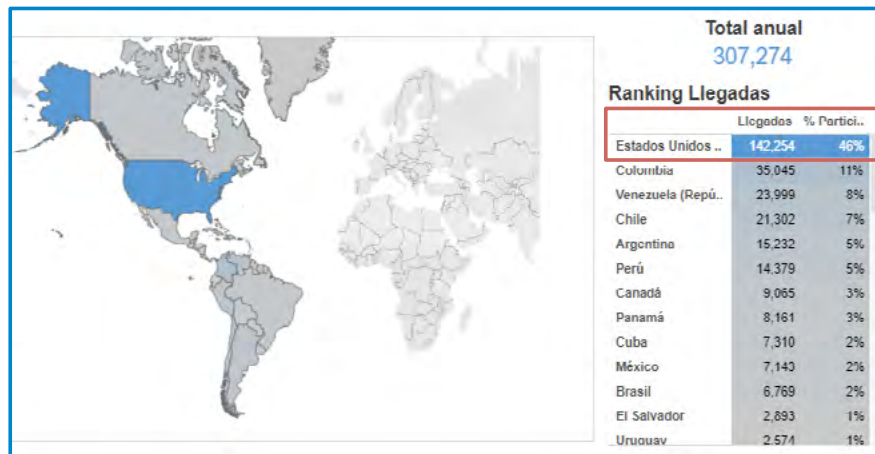 Total anual
307,274
Ranking Llegadas
Llegadas % Partici..
Estados Unidos .. 142,254 46%
Colombia 35,045 11%
Venezuela (Repú.. 23,999 8%
Chile 21,302 7%
Argentina 15,232 5%
Perú 14,379 5%
Canadá 9,065 3%
Panamá 8,161 3%
Cuba 7,310 2%
México 7,143 2%
Brasil 6,769 2%
El Salvador 2,893 1%
Uruguay 2,574 1%